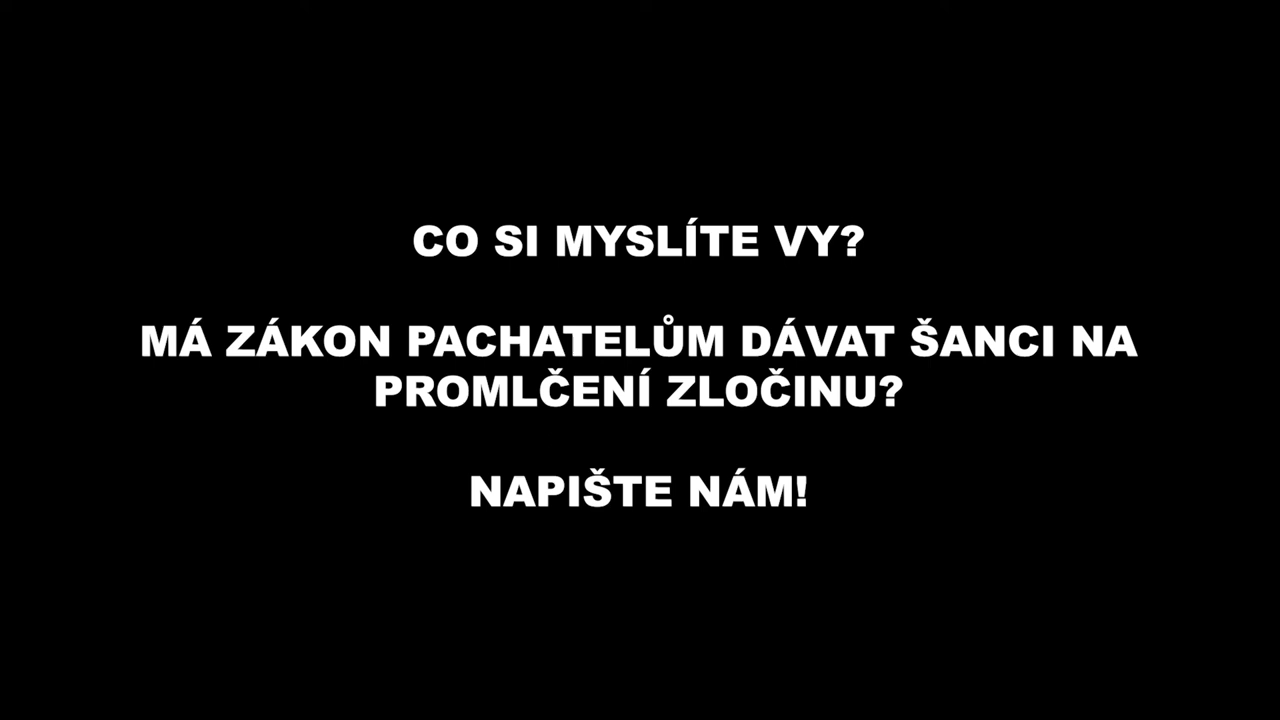 CO SI MYSLÍTE VY?
MÁ ZÁKON PACHATELŮM DÁVAT ŠANCI NA
PROMLČENÍ ZLOČINU?
NAPIŠTE NÁM!